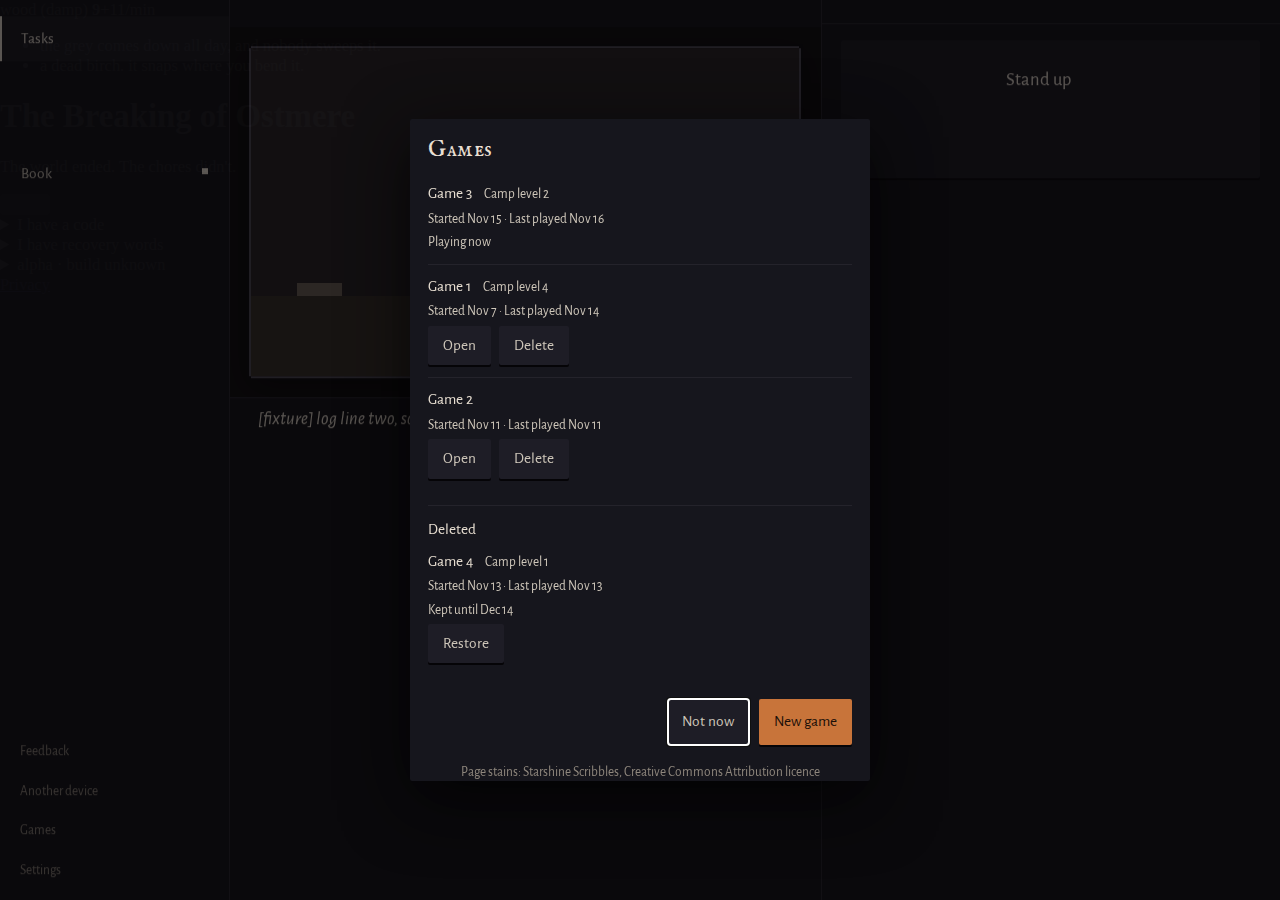 Tasks
The Breaking of Ostmere
Book
Stand up
[fixture] log line two, so
Feedback
Another device
Games
Settings
Games
Game 3 Camp level 2
Started Nov 15 · Last played Nov 16
Playing now
Game 1 Camp level 4
Started Nov 7 · Last played Nov 14
Open Delete
Game 2
Started Nov 11 · Last played Nov 11
Open Delete
Deleted
Game 4 Camp level 1
Started Nov 13 · Last played Nov 13
Kept until Dec 14
Restore
Not now New game
Page stains: Starshine Scribbles, Creative Commons Attribution licence